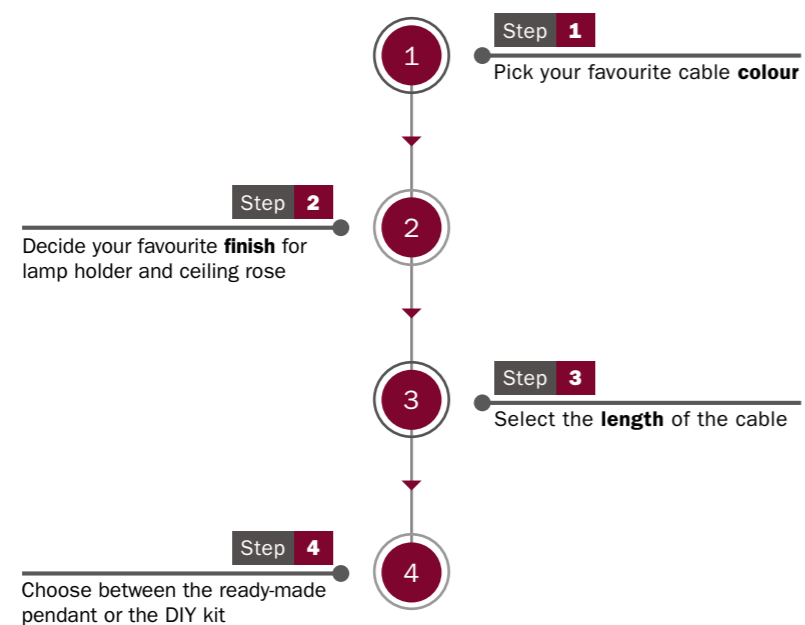 1
Step 1
Pick your favourite cable colour
Step 2
2
Decide your favourite finish for
lamp holder and ceiling rose
3
Step 3
Select the length of the cable
Step 4
4
Choose between the ready-made
pendant or the DIY kit